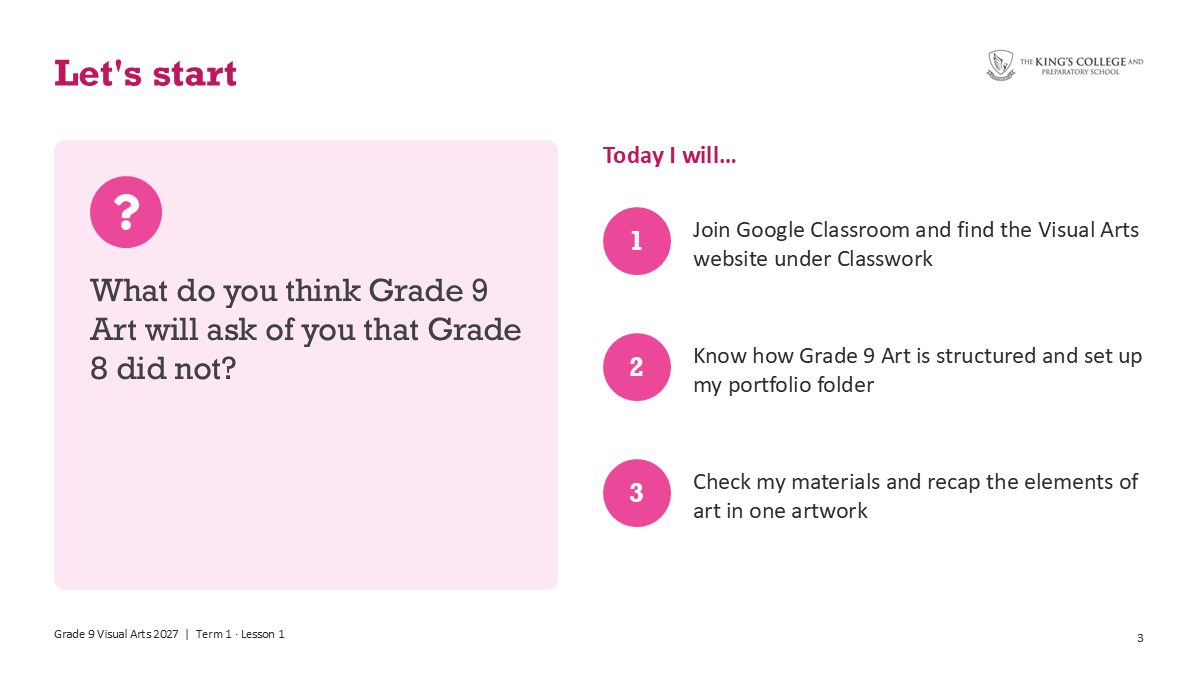 Let's start
THE KING'S COLLEGE AND
PREPARATORY SCHOOL
?
What do you think Grade 9
Art will ask of you that Grade
8 did not?
Today I will...
1
Join Google Classroom and find the Visual Arts
website under Classwork
2
Know how Grade 9 Art is structured and set up
my portfolio folder
3
Check my materials and recap the elements of
art in one artwork
Grade 9 Visual Arts 2027 | Term 1 · Lesson 1
3